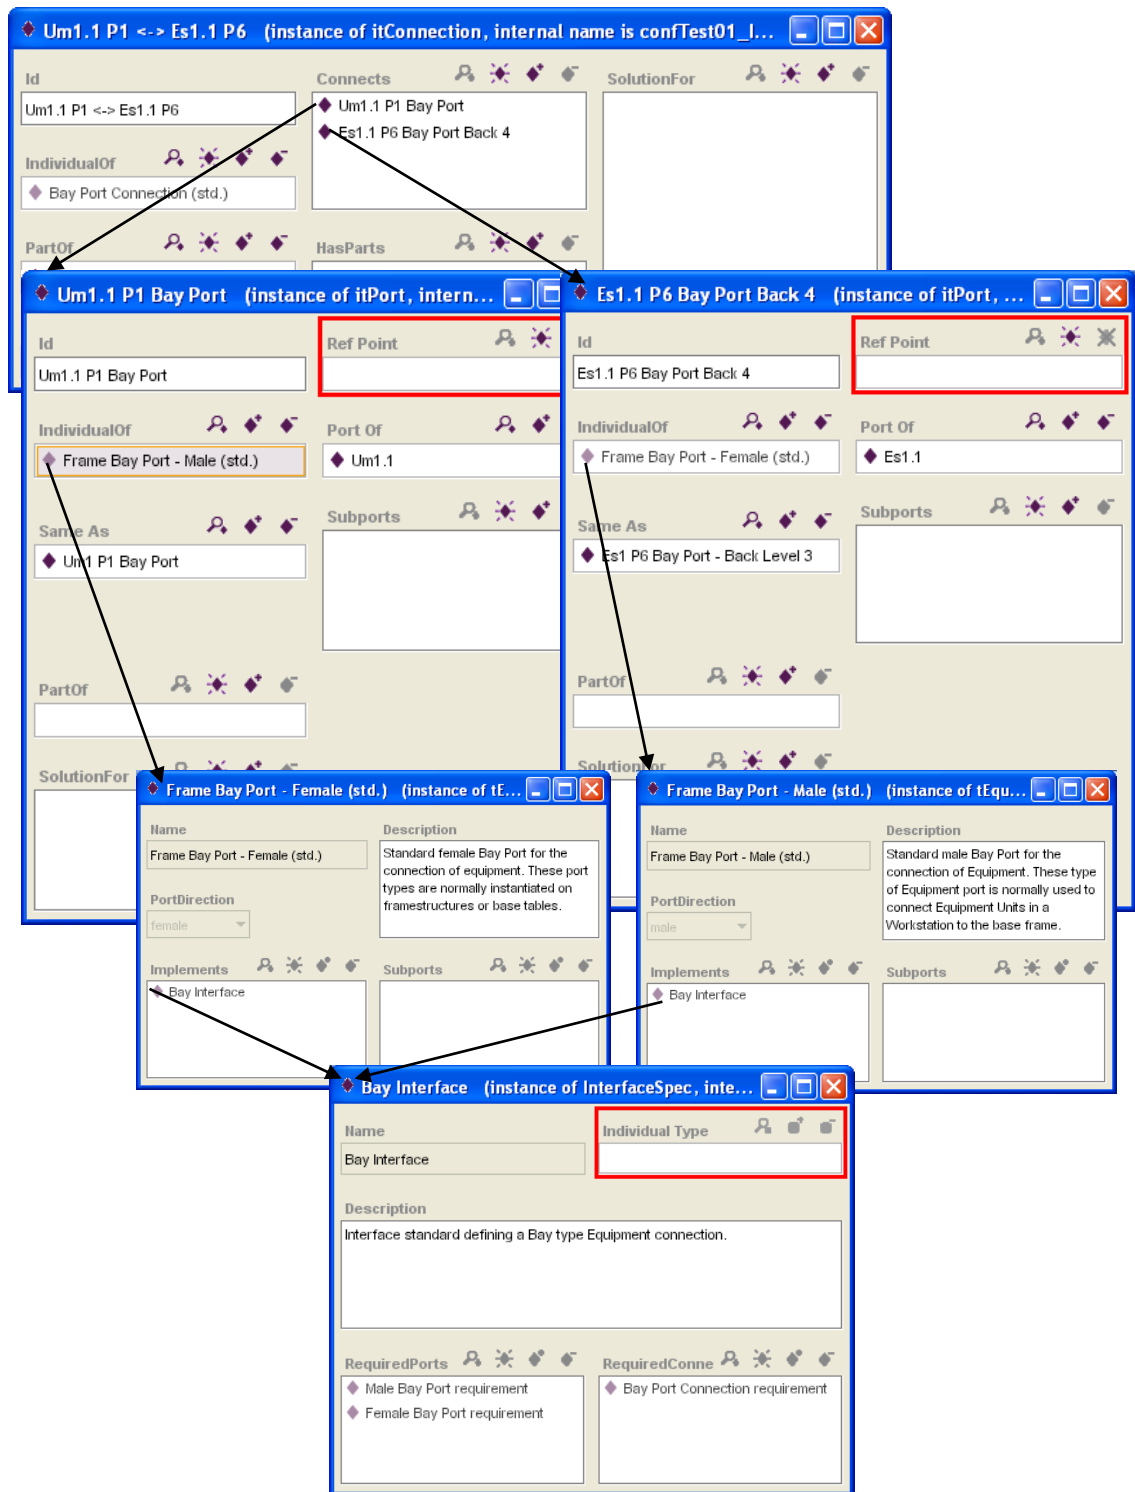 Um1.1 P1 <-> Es1.1 P6 (instance of itConnection, internal name is confTest01_I...
Id
Connects
SolutionFor
Um1.1 P1 <-> Es1.1 P6
Um1.1 P1 Bay Port
Es1.1 P6 Bay Port Back 4
IndividualOf
Bay Port Connection (std.)
PartOf
HasParts
Um1.1 P1 Bay Port (instance of itPort, intern...
Id
Ref Point
Um1.1 P1 Bay Port
IndividualOf
Port Of
Frame Bay Port - Male (std.)
Um1.1
Same As
Subports
Um1 P1 Bay Port
PartOf
SolutionFor
Es1.1 P6 Bay Port Back 4 (instance of itPort, ...
Id
Ref Point
Es1.1 P6 Bay Port Back 4
IndividualOf
Port Of
Frame Bay Port - Female (std.)
Es1.1
Same As
Subports
Es1 P6 Bay Port - Back Level 3
PartOf
SolutionFor
Frame Bay Port - Female (std.) (instance of tE...
Name
Description
Frame Bay Port - Female (std.)
Standard female Bay Port for the
connection of equipment. These port
types are normally instantiated on
framestructures or base tables.
PortDirection
female
Implements
Subports
Bay Interface
Frame Bay Port - Male (std.) (instance of tEqu...
Name
Description
Frame Bay Port - Male (std.)
Standard male Bay Port for the
connection of Equipment. These type
of Equipment port is normally used to
connect Equipment Units in a
Workstation to the base frame.
PortDirection
male
Implements
Subports
Bay Interface
Bay Interface (instance of InterfaceSpec, inte...
Name
Individual Type
Bay Interface
Description
Interface standard defining a Bay type Equipment connection.
RequiredPorts
RequiredConne
Male Bay Port requirement
Female Bay Port requirement
Bay Port Connection requirement